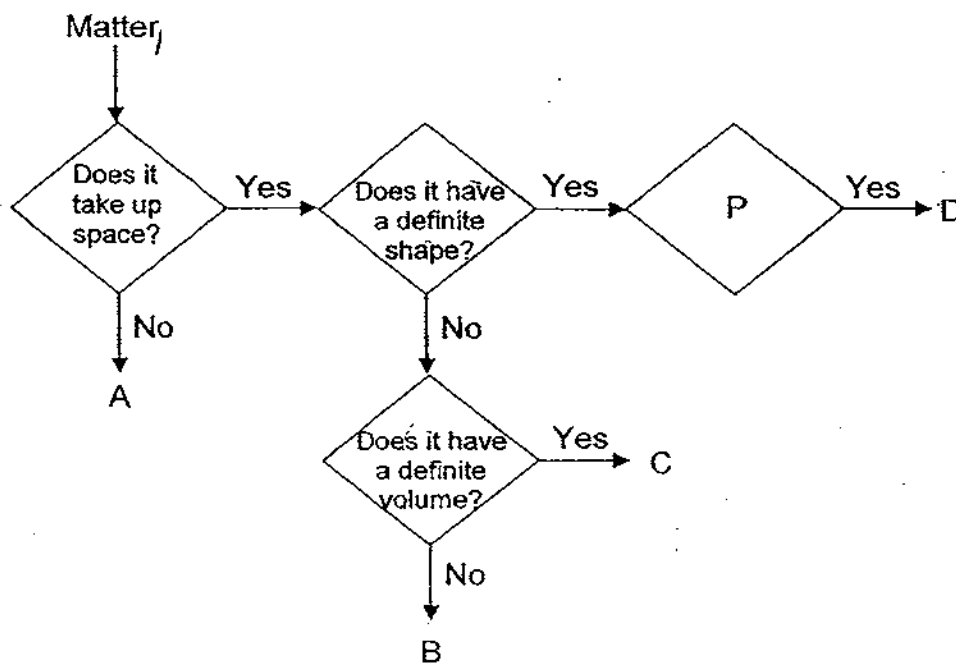 Matter
Does it
take up
space?
Yes
Does it have
a definite
shape?
Yes
P
Yes
D
No
A
No
Does it have
a definite
volume?
Yes
C
No
B